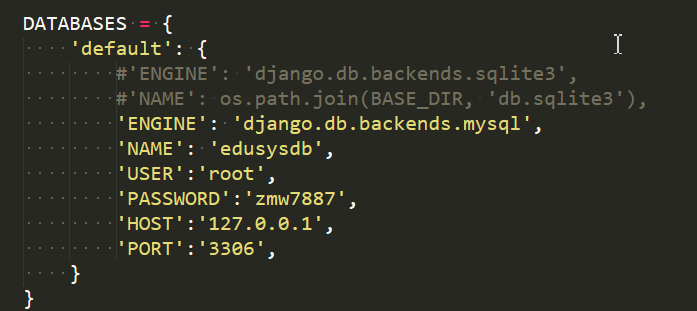 DATABASES = {
    'default': {
        #'ENGINE': 'django.db.backends.sqlite3',
        #'NAME': os.path.join(BASE_DIR, 'db.sqlite3'),
        'ENGINE': 'django.db.backends.mysql',
        'NAME': 'edusysdb',
        'USER':'root',
        'PASSWORD':'zmw7887',
        'HOST':'127.0.0.1',
        'PORT':'3306',
    }
}